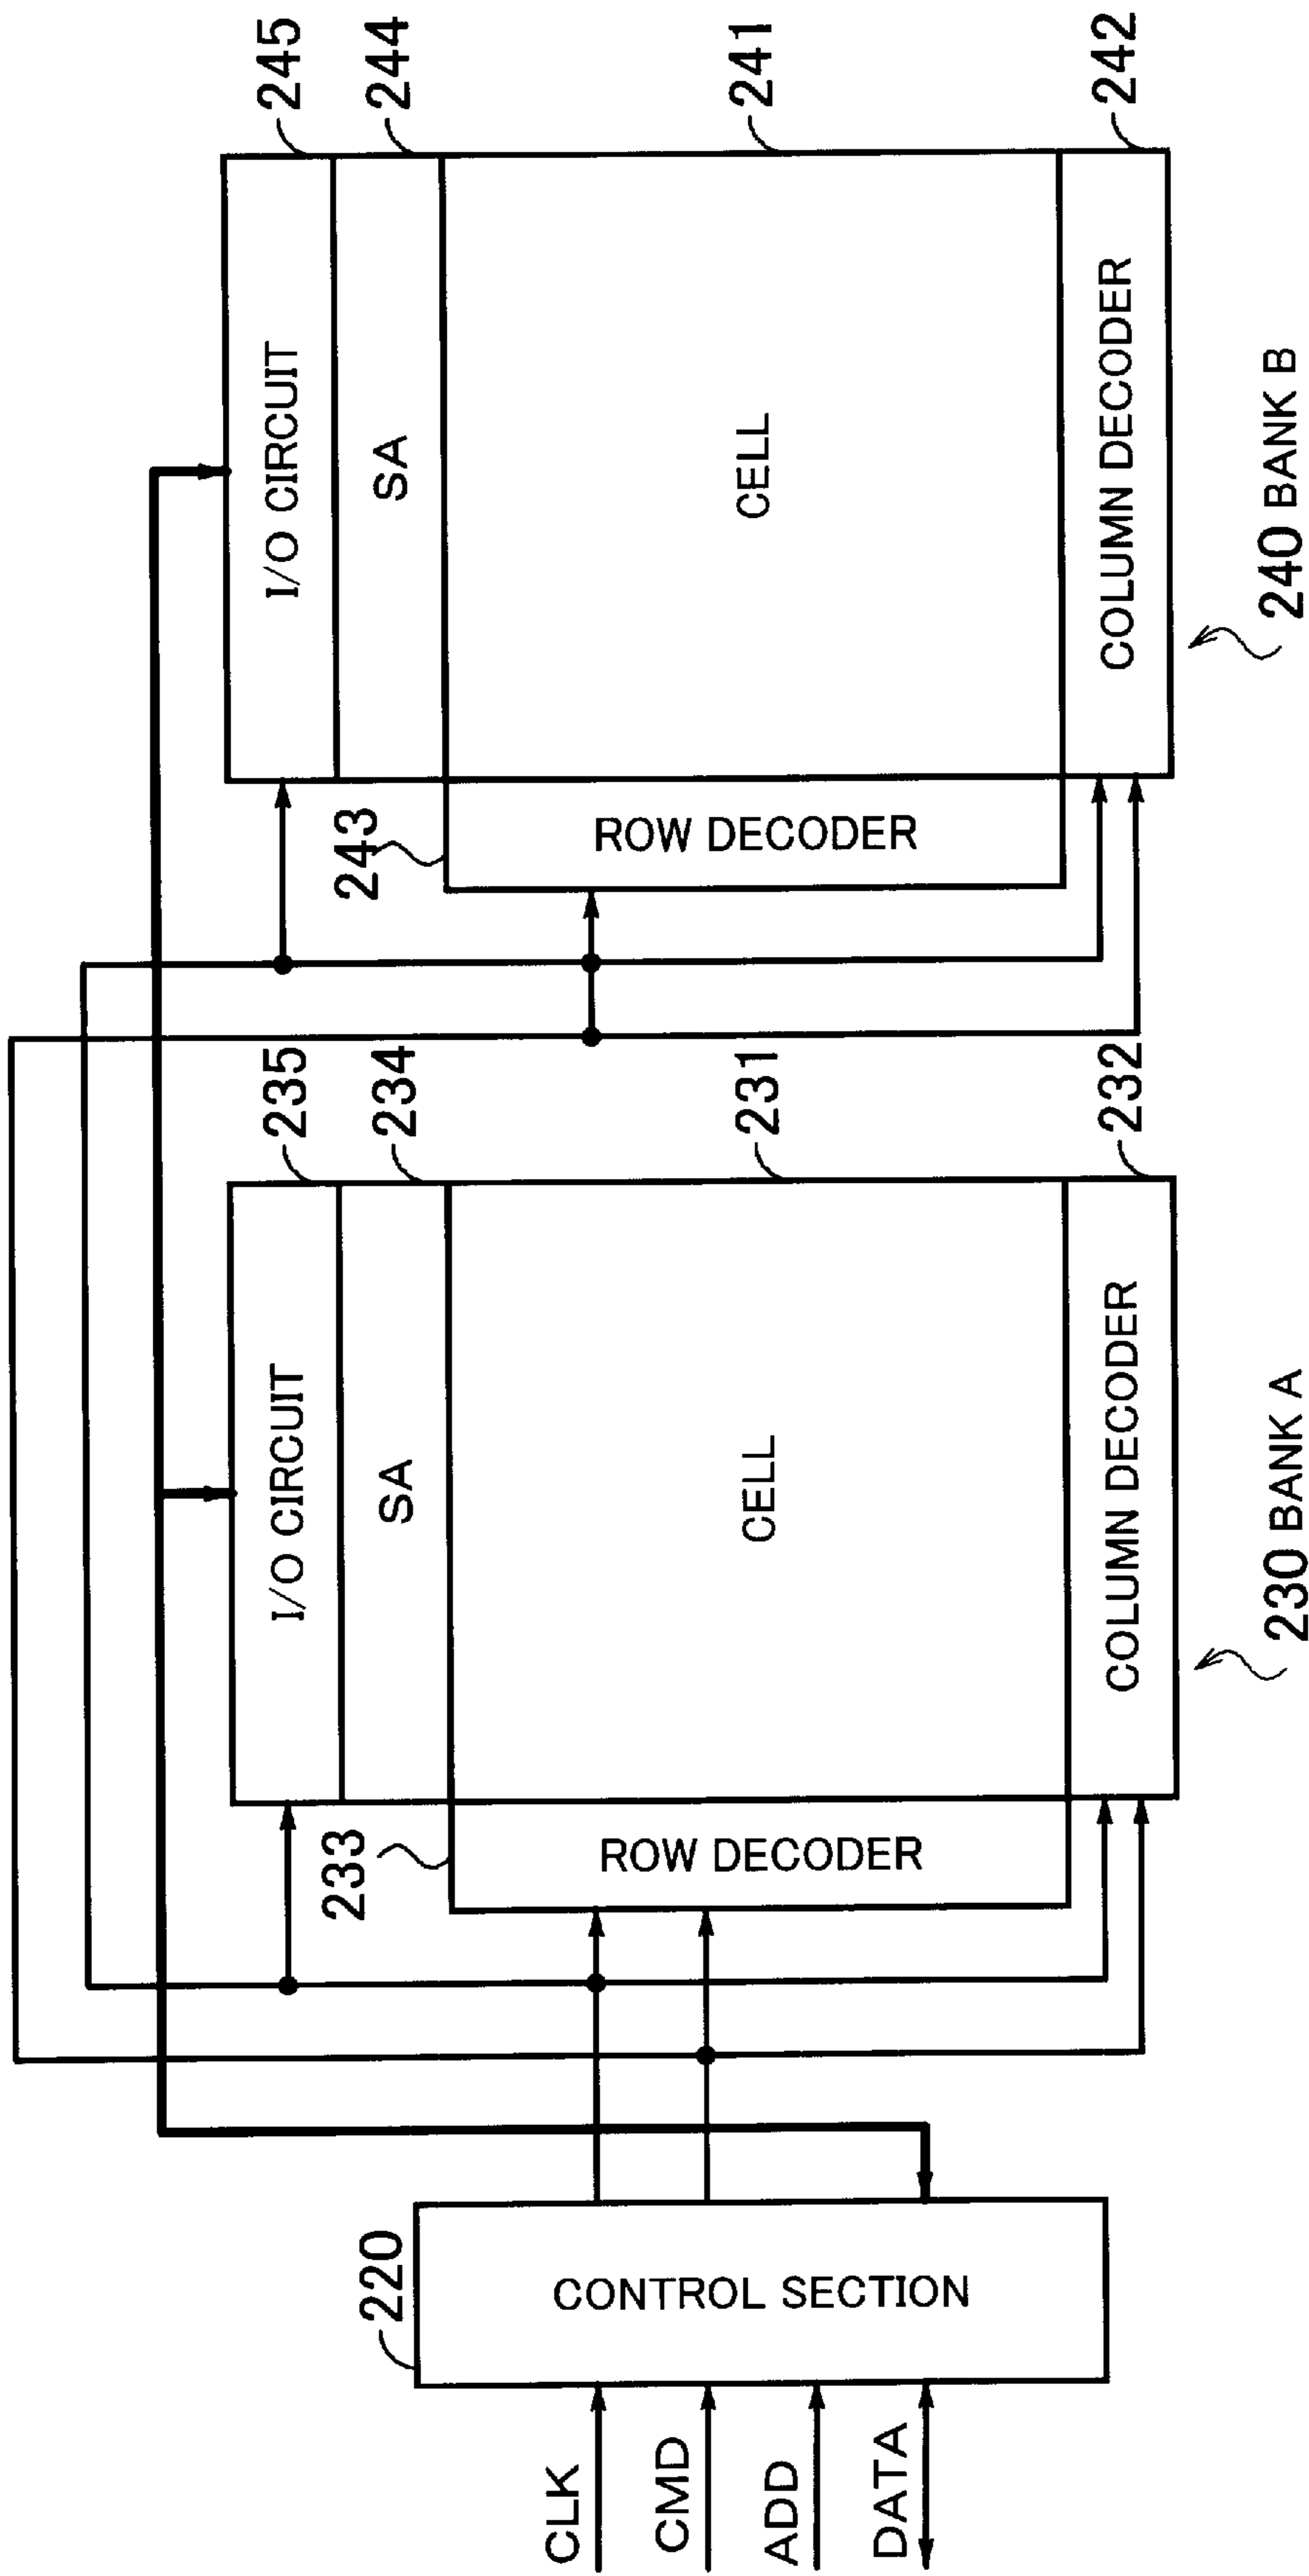 CLK
CMD
ADD
DATA
220
CONTROL SECTION
233
ROW DECODER
I/O CIRCUIT
235
SA
234
CELL
231
COLUMN DECODER
232
230 BANK A
243
ROW DECODER
I/O CIRCUIT
245
SA
244
CELL
241
COLUMN DECODER
242
240 BANK B